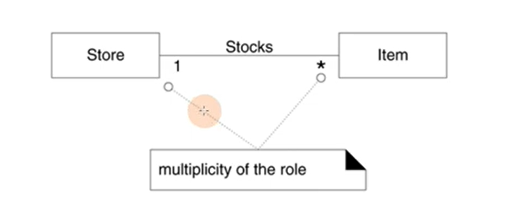 Store
Stocks
Item
1
*
multiplicity of the role